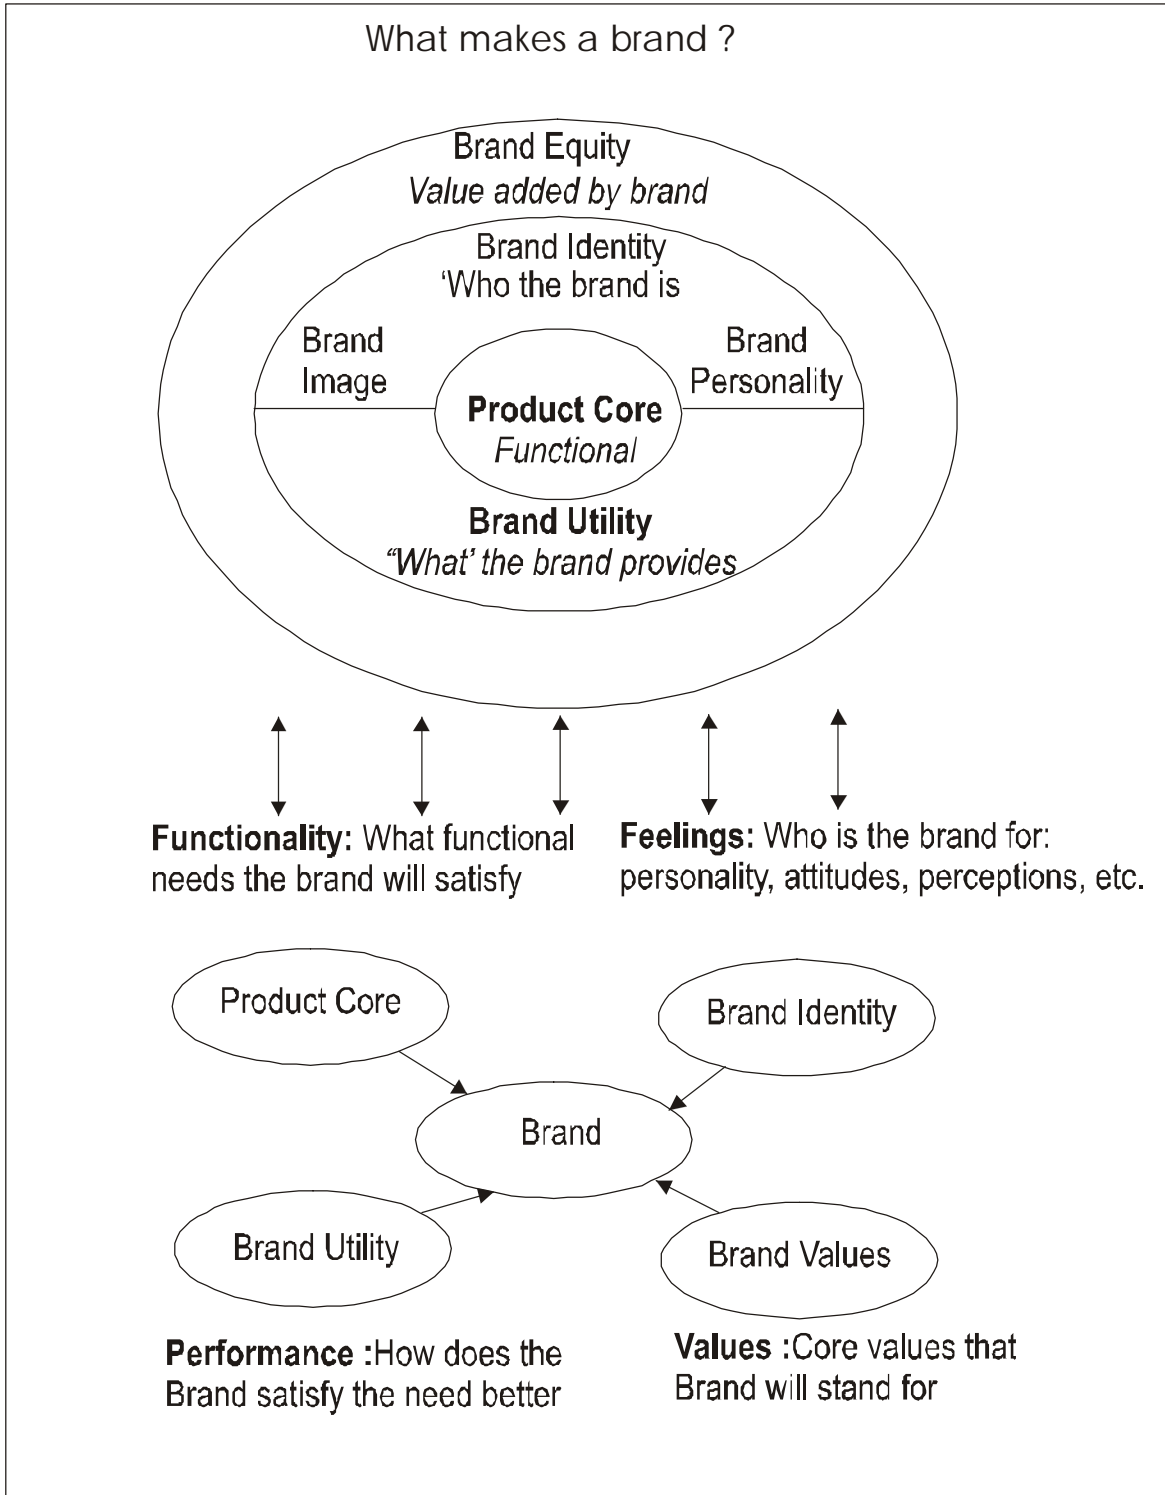 What makes a brand ?
Brand Equity
Value added by brand
Brand Identity
‘Who the brand is
Brand
Image
Brand
Personality
Product Core
Functional
Brand Utility
“What’ the brand provides
Functionality: What functional
needs the brand will satisfy
Feelings: Who is the brand for:
personality, attitudes, perceptions, etc.
Product Core
Brand Identity
Brand
Brand Utility
Brand Values
Performance :How does the
Brand satisfy the need better
Values :Core values that
Brand will stand for